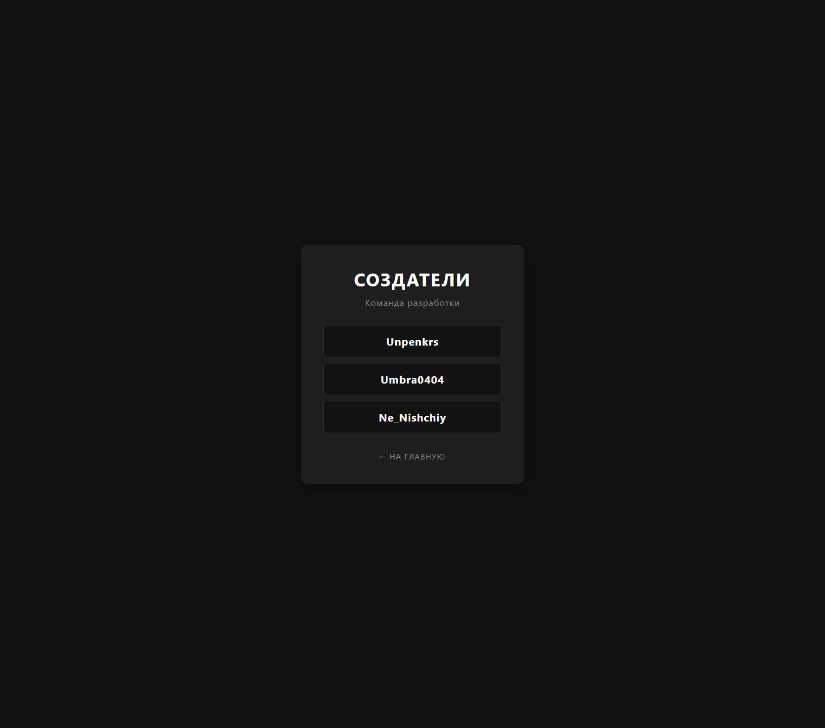 СОЗДАТЕЛИ
Команда разработки
Unpenkrs
Umbra0404
Ne_Nishchiy
← НА ГЛАВНУЮ